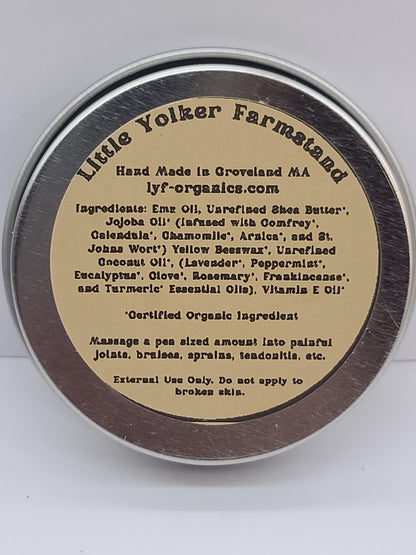 Little Yolker Farmstand
Hand Made in Groveland MA
lyf-organics.com
Ingredients: Emu Oil, Unrefined Shea Butter*,
Jojoba Oil* (Infused with Comfrey*,
Calendula*, Chamomile*, Arnica*, and St.
Johns Wort*) Yellow Beeswax*, Unrefined
Coconut Oil*, (Lavender*, Peppermint*,
Eucalyptus*, Clove*, Rosemary*, Frankincense*,
and Turmeric* Essential Oils), Vitamin E Oil*
*Certified Organic Ingredient
Massage a pea sized amount into painful
joints, bruises, sprains, tendonitis, etc.
External Use Only. Do not apply to
broken skin.